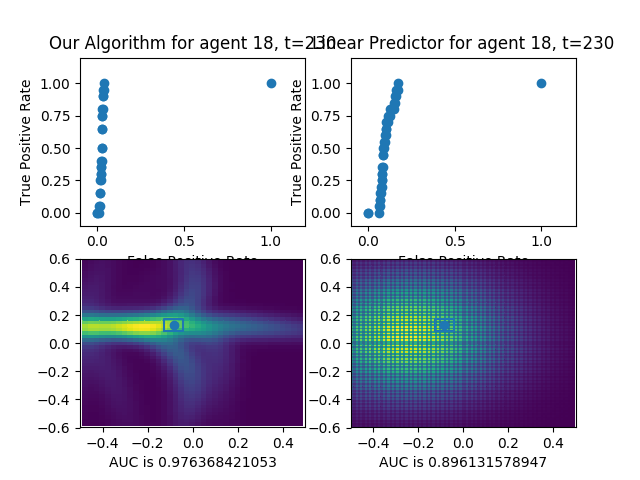 Our Algorithm for agent 18, t=230
Linear Predictor for agent 18, t=230
True Positive Rate
1.00
0.75
0.50
0.25
0.00
0.0 0.5 1.0
True Positive Rate
1.00
0.75
0.50
0.25
0.00
0.0 0.5 1.0
False Positive Rate
False Positive Rate
0.6
0.4
0.2
0.0
−0.2
−0.4
−0.6
−0.4 −0.2 0.0 0.2 0.4
AUC is 0.976368421053
0.6
0.4
0.2
0.0
−0.2
−0.4
−0.6
−0.4 −0.2 0.0 0.2 0.4
AUC is 0.896131578947